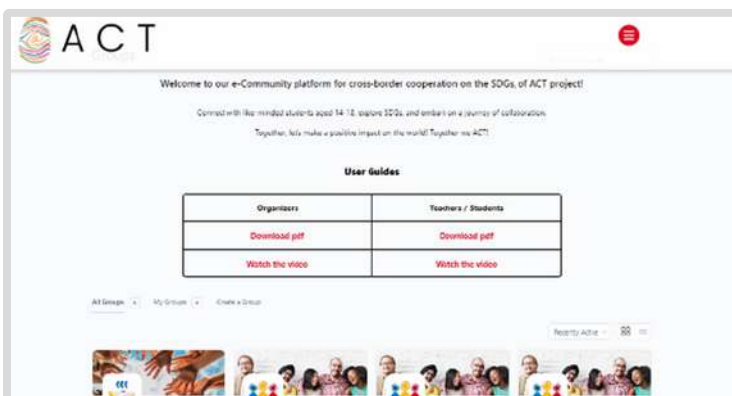 ACT
Groups
Welcome to our e-Community platform for cross-border cooperation on the SDGs, of ACT project!
Connect with like minded students aged 14-18, explore SDGs, and embark on a journey of collaboration.
Together, let's make a positive impact on the world! Together we ACT!
User Guides
Organizers Teachers / Students
Download pdf Download pdf
Watch the video Watch the video
All Groups My Groups Create a Group
Recently Active